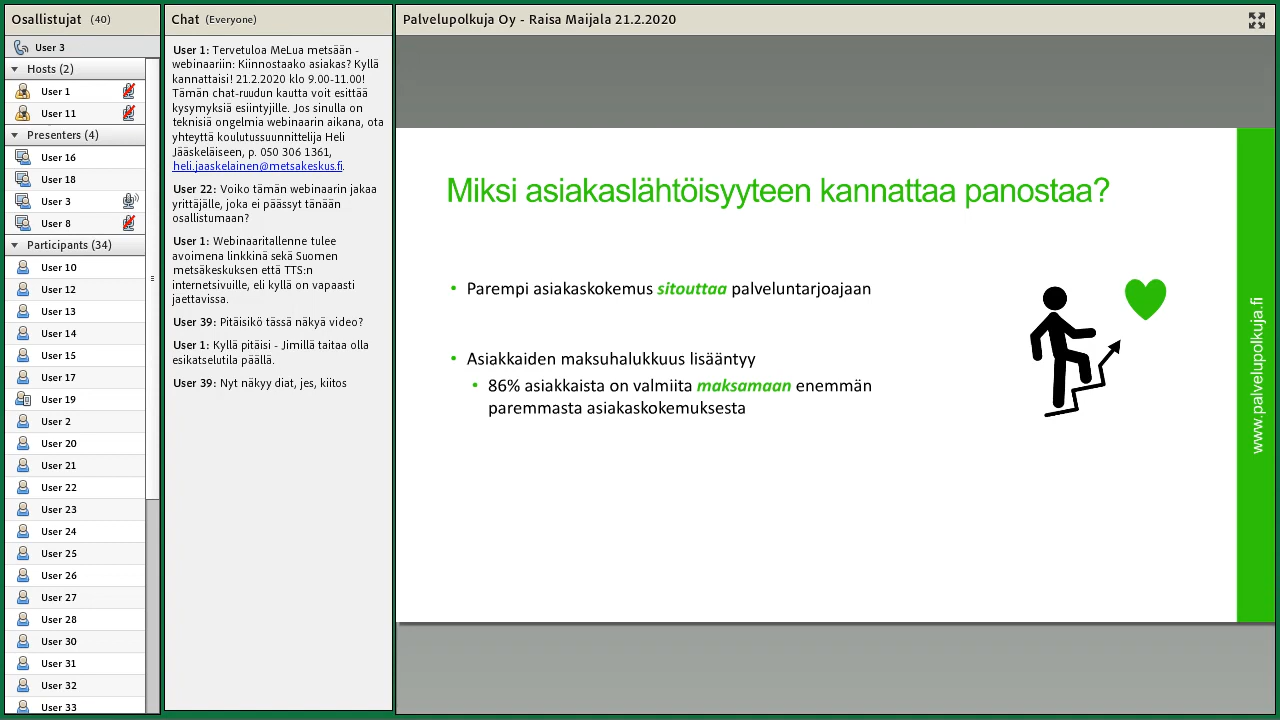 Osallistujat (40)
User 3
Hosts (2)
User 1
User 11
Presenters (4)
User 16
User 18
User 3
User 8
Participants (34)
User 10
User 12
User 13
User 14
User 15
User 17
User 19
User 2
User 20
User 21
User 22
User 23
User 24
User 25
User 26
User 27
User 28
User 30
User 31
User 32
User 33
Chat (Everyone)
User 1: Tervetuloa MeLua metsään -
webinaariin: Kiinnostaako asiakas? Kyllä
kannattaisi! 21.2.2020 klo 9.00-11.00!
Tämän chat-ruudun kautta voit esittää
kysymyksiä esiintyjille. Jos sinulla on
teknisiä ongelmia webinaarin aikana, ota
yhteyttä koulutussuunnittelija Heli
Jääskeläiseen, p. 050 306 1361,
heli.jaaskelainen@metsakeskus.fi.
User 22: Voiko tämän webinaarin jakaa
yrittäjälle, joka ei päässyt tänään
osallistumaan?
User 1: Webinaaritallenne tulee
avoimena linkkinä sekä Suomen
metsäkeskuksen että TTS:n
internetsivuille, eli kyllä on vapaasti
jaettavissa.
User 39: Pitäisikö tässä näkyä video?
User 1: Kyllä pitäisi - Jimillä taitaa olla
esikatselutila päällä.
User 39: Nyt näkyy diat, jes, kiitos
Palvelupolkuja Oy - Raisa Maijala 21.2.2020
Miksi asiakaslähtöisyyteen kannattaa panostaa?
• Parempi asiakaskokemus sitouttaa palveluntarjoajaan
• Asiakkaiden maksuhalukkuus lisääntyy
• 86% asiakkaista on valmiita maksamaan enemmän
paremmasta asiakaskokemuksesta
www.palvelupolkuja.fi